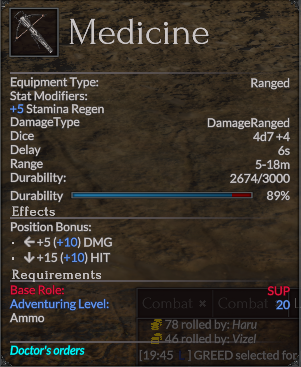 Medicine
Equipment Type: Ranged
Stat Modifiers:
+5 Stamina Regen
DamageType DamageRanged
Dice 4d7 +4
Delay 6s
Range 5-18m
Durability: 2674/3000
Durability 89%
Effects
Position Bonus:
· ←+5 (+10) DMG
· ↓+15 (+10) HIT
Requirements
Base Role: SUP
Adventuring Level: 20
Ammo
Combat × Combat
78 rolled by: Haru
46 rolled by: Vizel
Doctor's orders
[19:45 ] GREED selected for